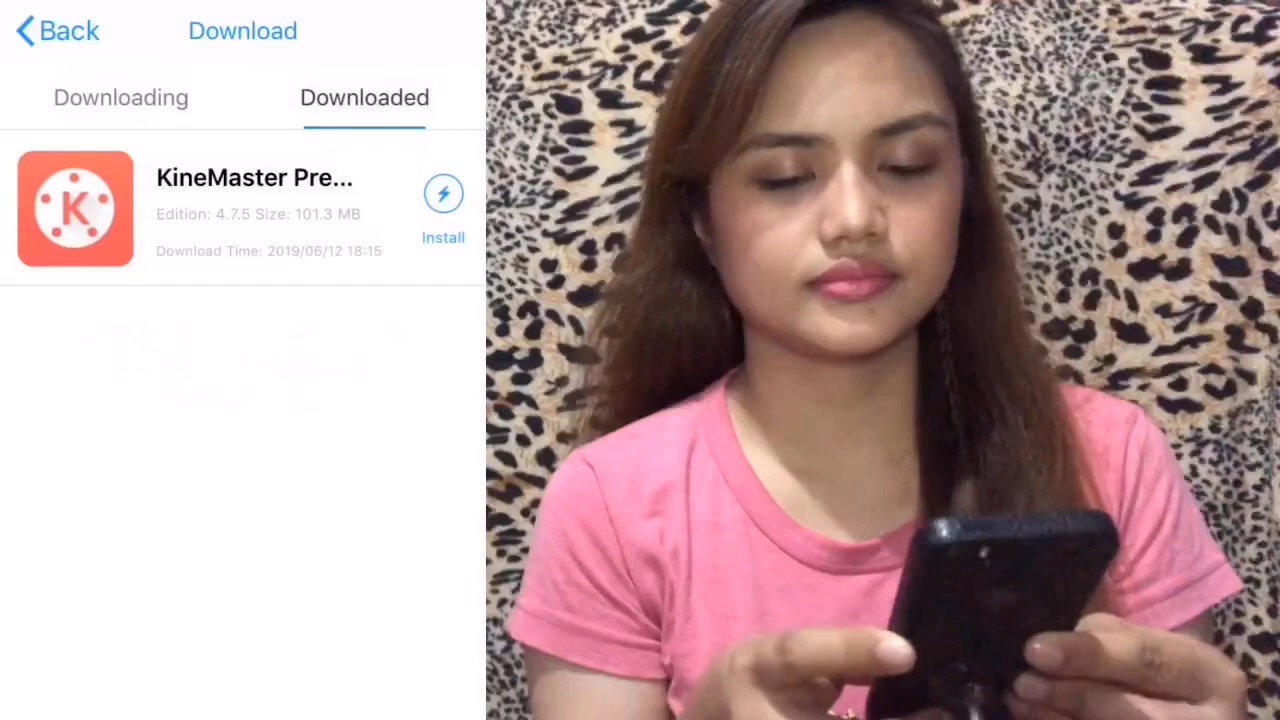 Back
Download
Downloading
Downloaded
K
KineMaster Pre...
Edition: 4.7.5 Size: 101.3 MB
Download Time: 2019/06/12 18:15
Install